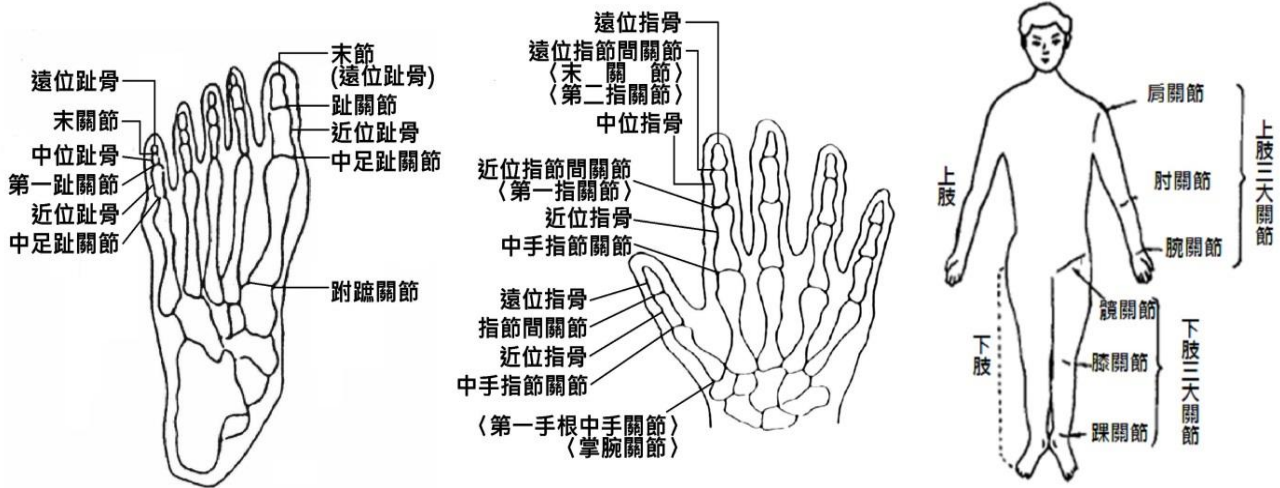 遠位趾骨
末關節
中位趾骨
第一趾關節
近位趾骨
中足趾關節
末節
(遠位趾骨)
趾關節
近位趾骨
中足趾關節
跗蹠關節
遠位指骨
遠位指節間關節
〈末 關 節〉
〈第二指關節〉
中位指骨
近位指節間關節
〈第一指關節〉
近位指骨
中手指節關節
遠位指骨
指節間關節
近位指骨
中手指節關節
〈第一手根中手關節〉
〈掌腕關節〉
肩關節
肘關節
腕關節
上肢三大關節
上肢
髖關節
膝關節
踝關節
下肢三大關節
下肢